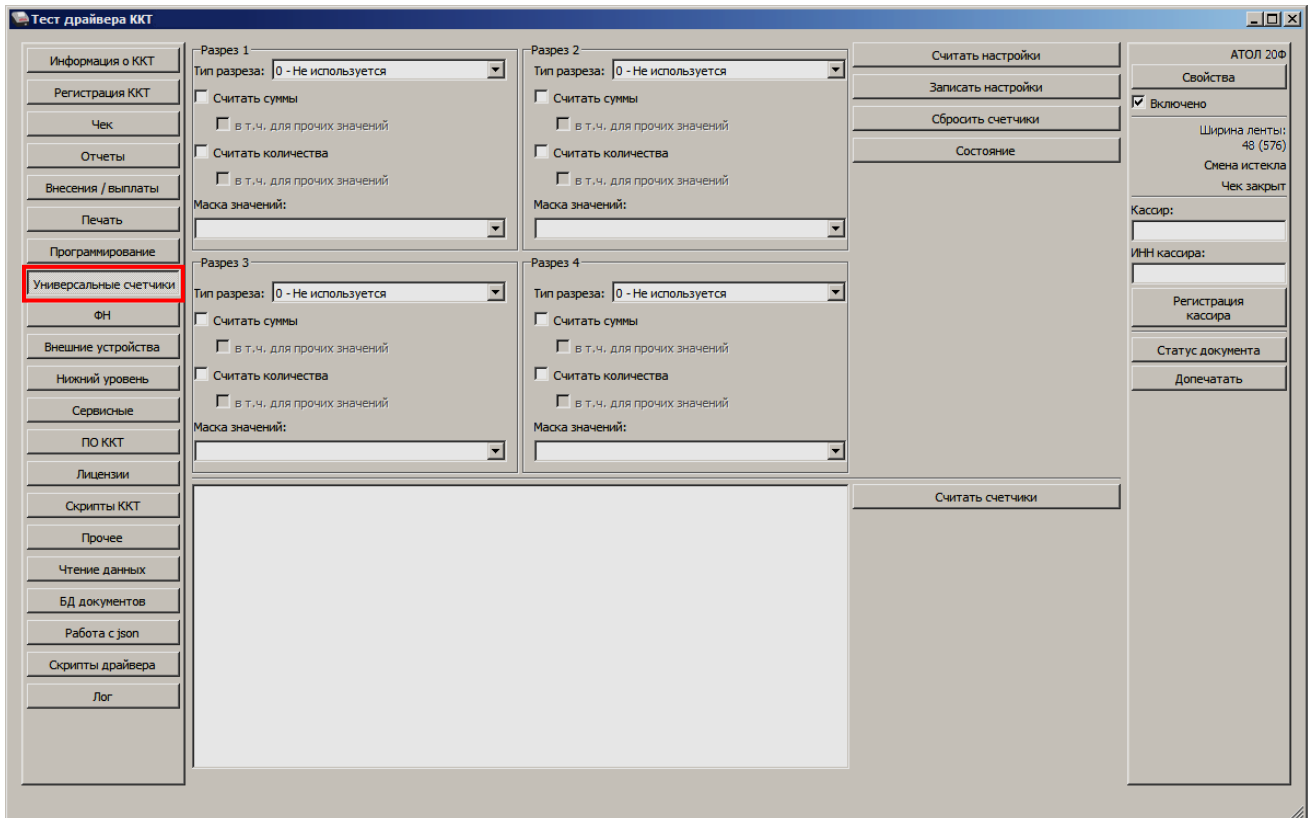 Тест драйвера ККТ
Информация о ККТ
Регистрация ККТ
Чек
Отчеты
Внесения / выплаты
Печать
Программирование
Универсальные счетчики
ФН
Внешние устройства
Нижний уровень
Сервисные
ПО ККТ
Лицензии
Скрипты ККТ
Прочее
Чтение данных
БД документов
Работа с json
Скрипты драйвера
Лог
Разрез 1
Тип разреза: 0 - Не используется
Считать суммы
в т.ч. для прочих значений
Считать количества
в т.ч. для прочих значений
Маска значений:
Разрез 2
Тип разреза: 0 - Не используется
Считать суммы
в т.ч. для прочих значений
Считать количества
в т.ч. для прочих значений
Маска значений:
Разрез 3
Тип разреза: 0 - Не используется
Считать суммы
в т.ч. для прочих значений
Считать количества
в т.ч. для прочих значений
Маска значений:
Разрез 4
Тип разреза: 0 - Не используется
Считать суммы
в т.ч. для прочих значений
Считать количества
в т.ч. для прочих значений
Маска значений:
Считать настройки
Записать настройки
Сбросить счетчики
Состояние
Считать счетчики
АТОЛ 20Ф
Свойства
Включено
Ширина ленты:
48 (576)
Смена истекла
Чек закрыт
Кассир:
ИНН кассира:
Регистрация
кассира
Статус документа
Допечатать